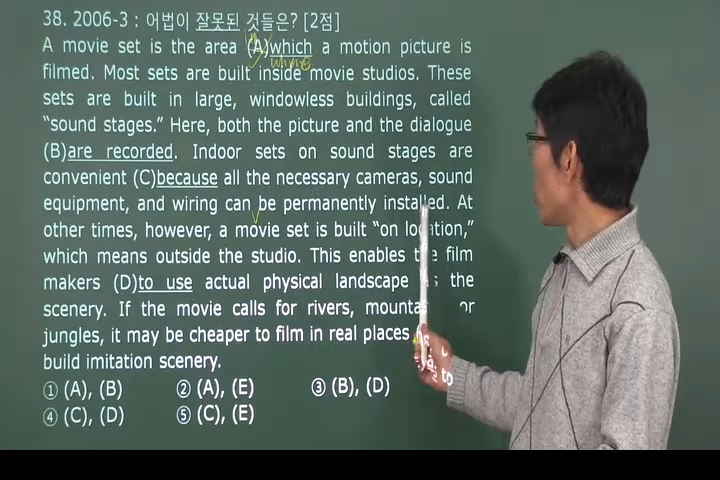 38. 2006-3 : 어법이 잘못된 것들은? [2점]
A movie set is the area (A)which a motion picture is
where
filmed. Most sets are built inside movie studios. These
sets are built in large, windowless buildings, called
“sound stages.” Here, both the picture and the dialogue
(B)are recorded. Indoor sets on sound stages are
convenient (C)because all the necessary cameras, sound
equipment, and wiring can be permanently installed. At
other times, however, a movie set is built “on location,”
which means outside the studio. This enables the film
makers (D)to use actual physical landscape the
scenery. If the movie calls for rivers, or
jungles, it may be cheaper to film in real places to
build imitation scenery.
① (A), (B) ② (A), (E) ③ (B), (D)
④ (C), (D) ⑤ (C), (E)